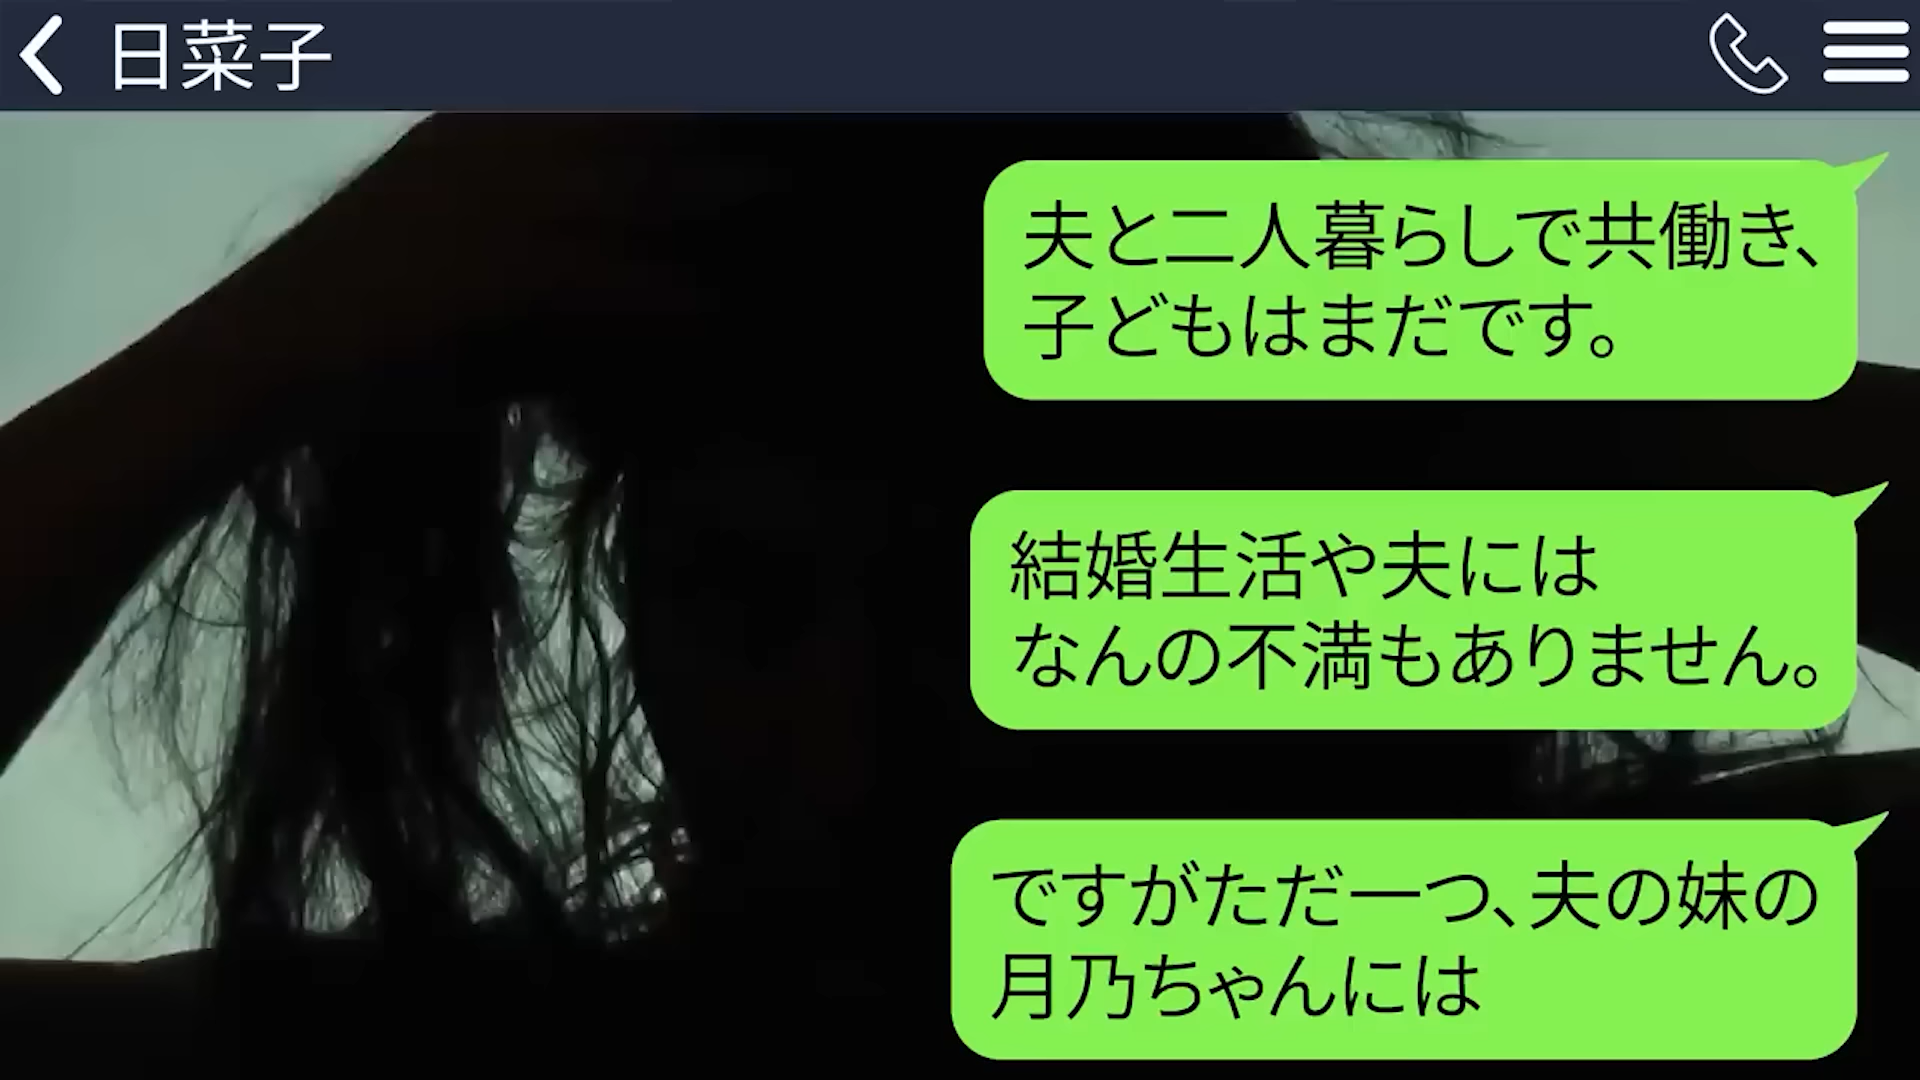 日菜子
夫と二人暮らしで共働き、
子どもはまだです。
結婚生活や夫には
なんの不満もありません。
ですがただ一つ、夫の妹の
月乃ちゃんには